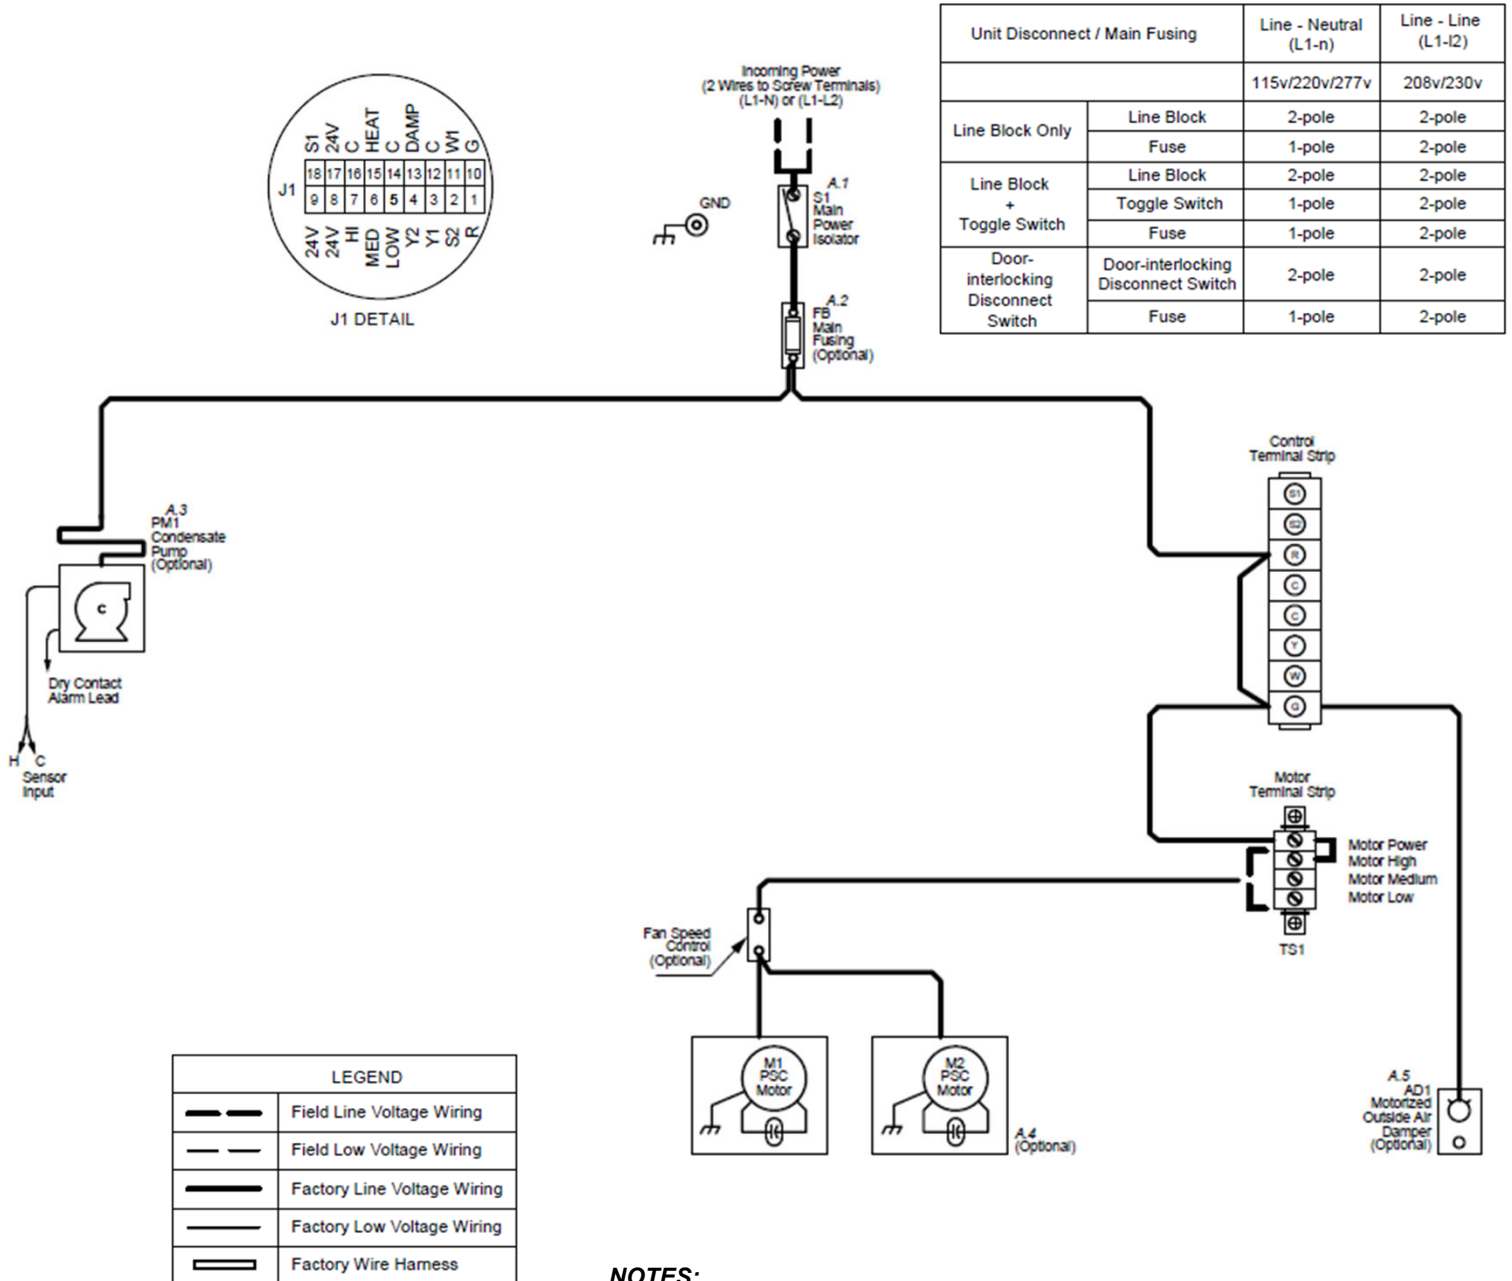 Unit Disconnect / Main Fusing
Line - Neutral
(L1-n)
Line - Line
(L1-l2)
115v/220v/277v
208v/230v
Line Block Only
Line Block
2-pole
2-pole
Fuse
1-pole
2-pole
Line Block
+
Toggle Switch
Line Block
2-pole
2-pole
Toggle Switch
1-pole
2-pole
Fuse
1-pole
2-pole
Door-
interlocking
Disconnect
Switch
Door-interlocking
Disconnect Switch
2-pole
2-pole
Fuse
1-pole
2-pole
S1 24V C HEAT C DAMP C W1 G
18 17 16 15 14 13 12 11 10
J1
9 8 7 6 5 4 3 2 1
24V 24V HI MED LOW Y2 Y1 S2 R
J1 DETAIL
Incoming Power
(2 Wires to Screw Terminals)
(L1-N) or (L1-L2)
GND
A.1
S1
Main
Power
Isolator
A.2
FB
Main
Fusing
(Optional)
A.3
PM1
Condensate
Pump
(Optional)
C
Dry Contact
Alarm Lead
H C
Sensor
Input
Control
Terminal Strip
S1
S2
R
C
C
Y
W
G
Motor
Terminal Strip
Motor Power
Motor High
Motor Medium
Motor Low
TS1
Fan Speed
Control
(Optional)
M1
PSC
Motor
M2
PSC
Motor
A.4
(Optional)
A.5
AD1
Motorized
Outside Air
Damper
(Optional)
LEGEND
Field Line Voltage Wiring
Field Low Voltage Wiring
Factory Line Voltage Wiring
Factory Low Voltage Wiring
Factory Wire Harness
NOTES: